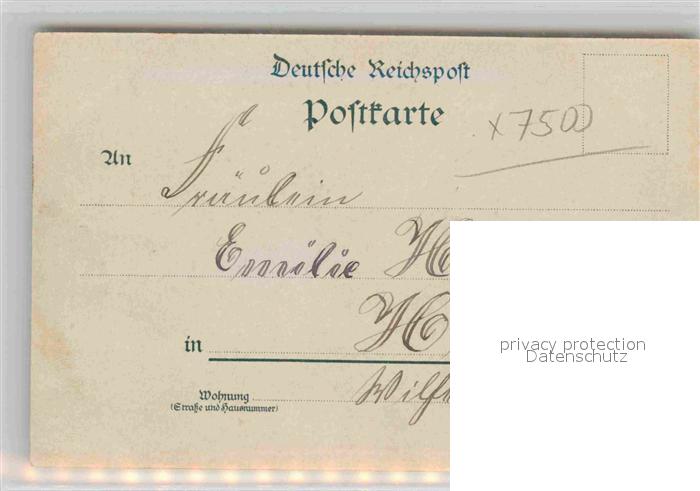 Deutsche Reichspost
Postkarte
x7500
An
Fräulein
Emilie
in
Wohnung
(Straße und Hausnummer)
privacy protection
Datenschutz